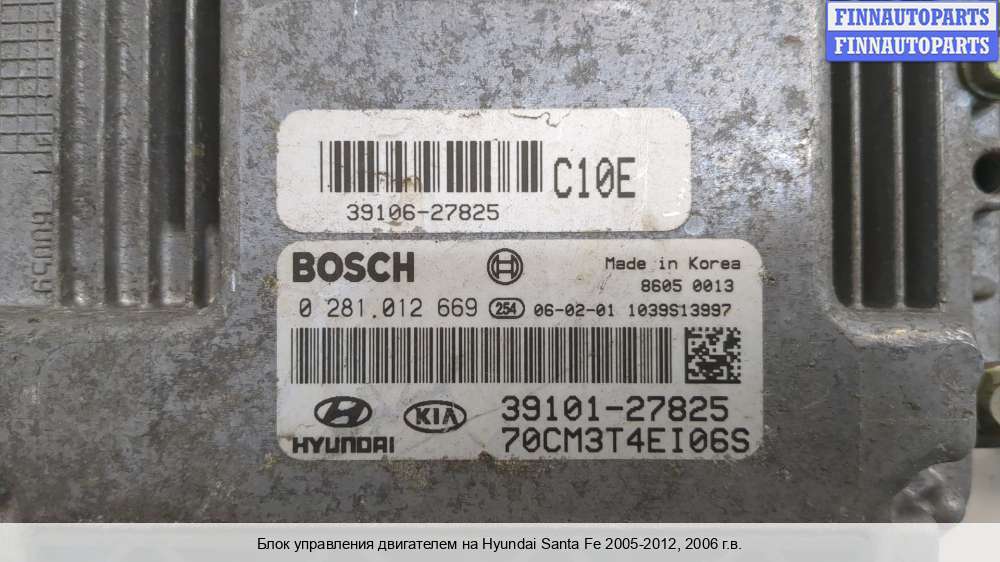 FINNAUTOPARTS
FINNAUTOPARTS
C10E
39106-27825
BOSCH
Made in Korea
8605 0013
0 281.012 669 254 06-02-01 1039S13997
39101-27825
HYUNDAI KIA 70CM3T4EI06S
Блок управления двигателем на Hyundai Santa Fe 2005-2012, 2006 г.в.